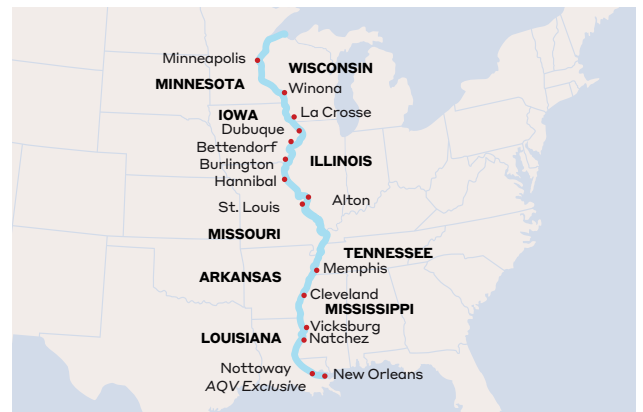 Minneapolis
WISCONSIN
MINNESOTA
Winona
IOWA
La Crosse
Dubuque
Bettendorf
Burlington
ILLINOIS
Hannibal
Alton
St. Louis
MISSOURI
TENNESSEE
Memphis
ARKANSAS
Cleveland
MISSISSIPPI
Vicksburg
LOUISIANA
Natchez
Nottoway
New Orleans
AQV Exclusive